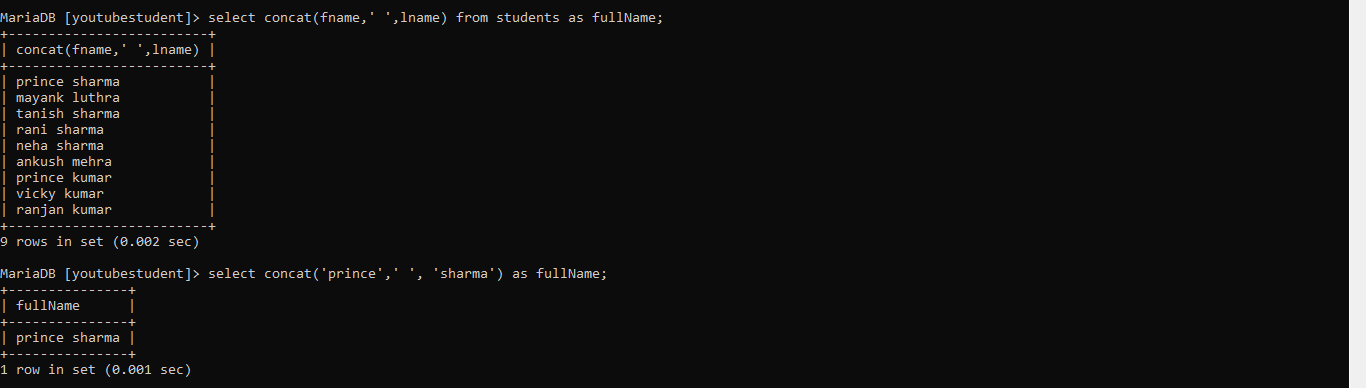 MariaDB [youtubestudent]> select concat(fname,' ',lname) from students as fullName;
+-------------------------+
| concat(fname,' ',lname) |
+-------------------------+
| prince sharma           |
| mayank luthra           |
| tanish sharma           |
| rani sharma             |
| neha sharma             |
| ankush mehra            |
| prince kumar            |
| vicky kumar             |
| ranjan kumar            |
+-------------------------+
9 rows in set (0.002 sec)
MariaDB [youtubestudent]> select concat('prince',' ', 'sharma') as fullName;
+---------------+
| fullName      |
+---------------+
| prince sharma |
+---------------+
1 row in set (0.001 sec)